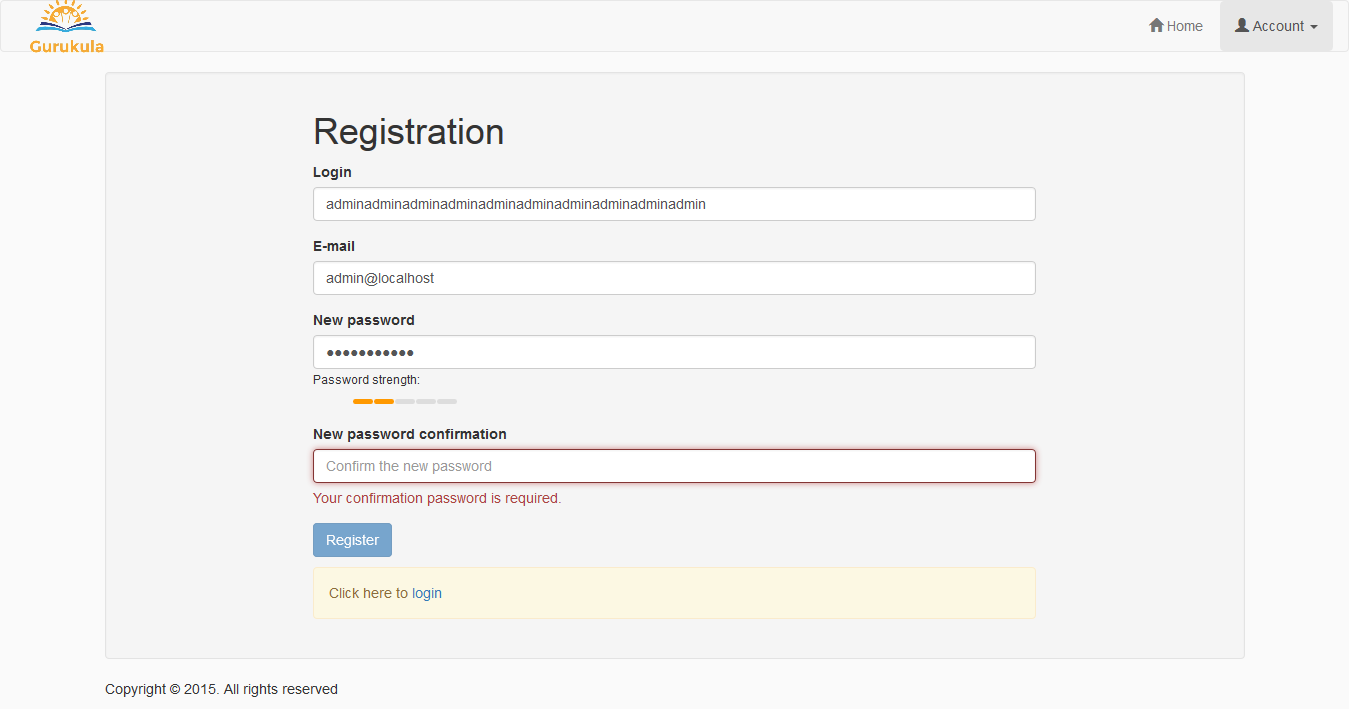 Gurukula
Home
Account
Registration
Login
adminadminadminadminadminadminadminadminadminadmin
E-mail
admin@localhost
New password
●●●●●●●●●●●
Password strength:
New password confirmation
Confirm the new password
Your confirmation password is required.
Register
Click here to login
Copyright © 2015. All rights reserved